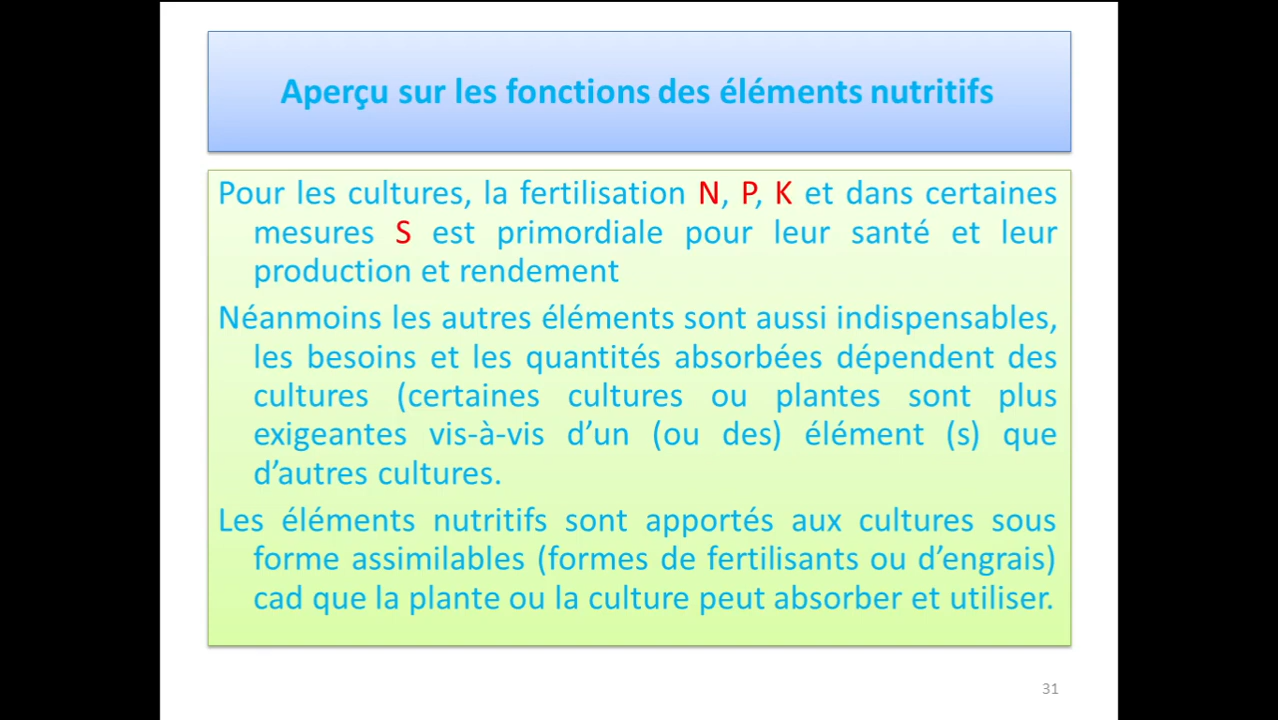 Aperçu sur les fonctions des éléments nutritifs
Pour les cultures, la fertilisation N, P, K et dans certaines
mesures S est primordiale pour leur santé et leur
production et rendement
Néanmoins les autres éléments sont aussi indispensables,
les besoins et les quantités absorbées dépendent des
cultures (certaines cultures ou plantes sont plus
exigeantes vis-à-vis d’un (ou des) élément (s) que
d’autres cultures.
Les éléments nutritifs sont apportés aux cultures sous
forme assimilables (formes de fertilisants ou d’engrais)
cad que la plante ou la culture peut absorber et utiliser.
31